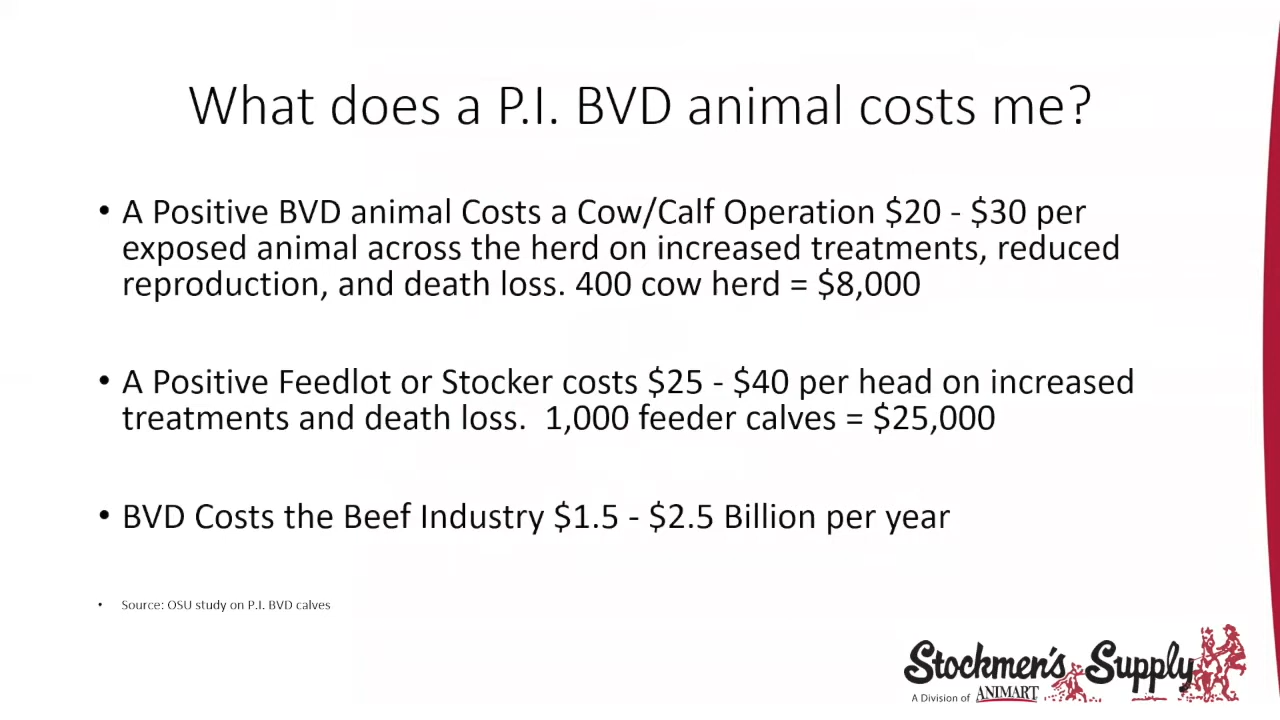 What does a P.I. BVD animal costs me?
• A Positive BVD animal Costs a Cow/Calf Operation $20 - $30 per
exposed animal across the herd on increased treatments, reduced
reproduction, and death loss. 400 cow herd = $8,000
• A Positive Feedlot or Stocker costs $25 - $40 per head on increased
treatments and death loss.  1,000 feeder calves = $25,000
• BVD Costs the Beef Industry $1.5 - $2.5 Billion per year
• Source: OSU study on P.I. BVD calves
Stockmen's Supply
A Division of ANIMART